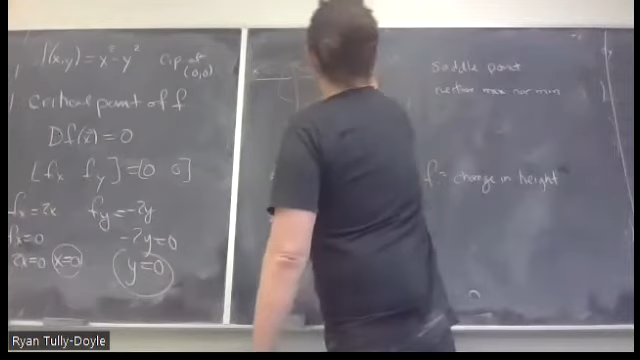 f(x,y) = x² - y² c.p. at (0,0)
critical point of f
Df(x⃗) = 0
[fx fy] = [0 0]
fx = 2x fy = -2y
fx = 0 -2y = 0
2x = 0 x = 0 y = 0
saddle point
neither max nor min
f = change in height
Ryan Tully-Doyle